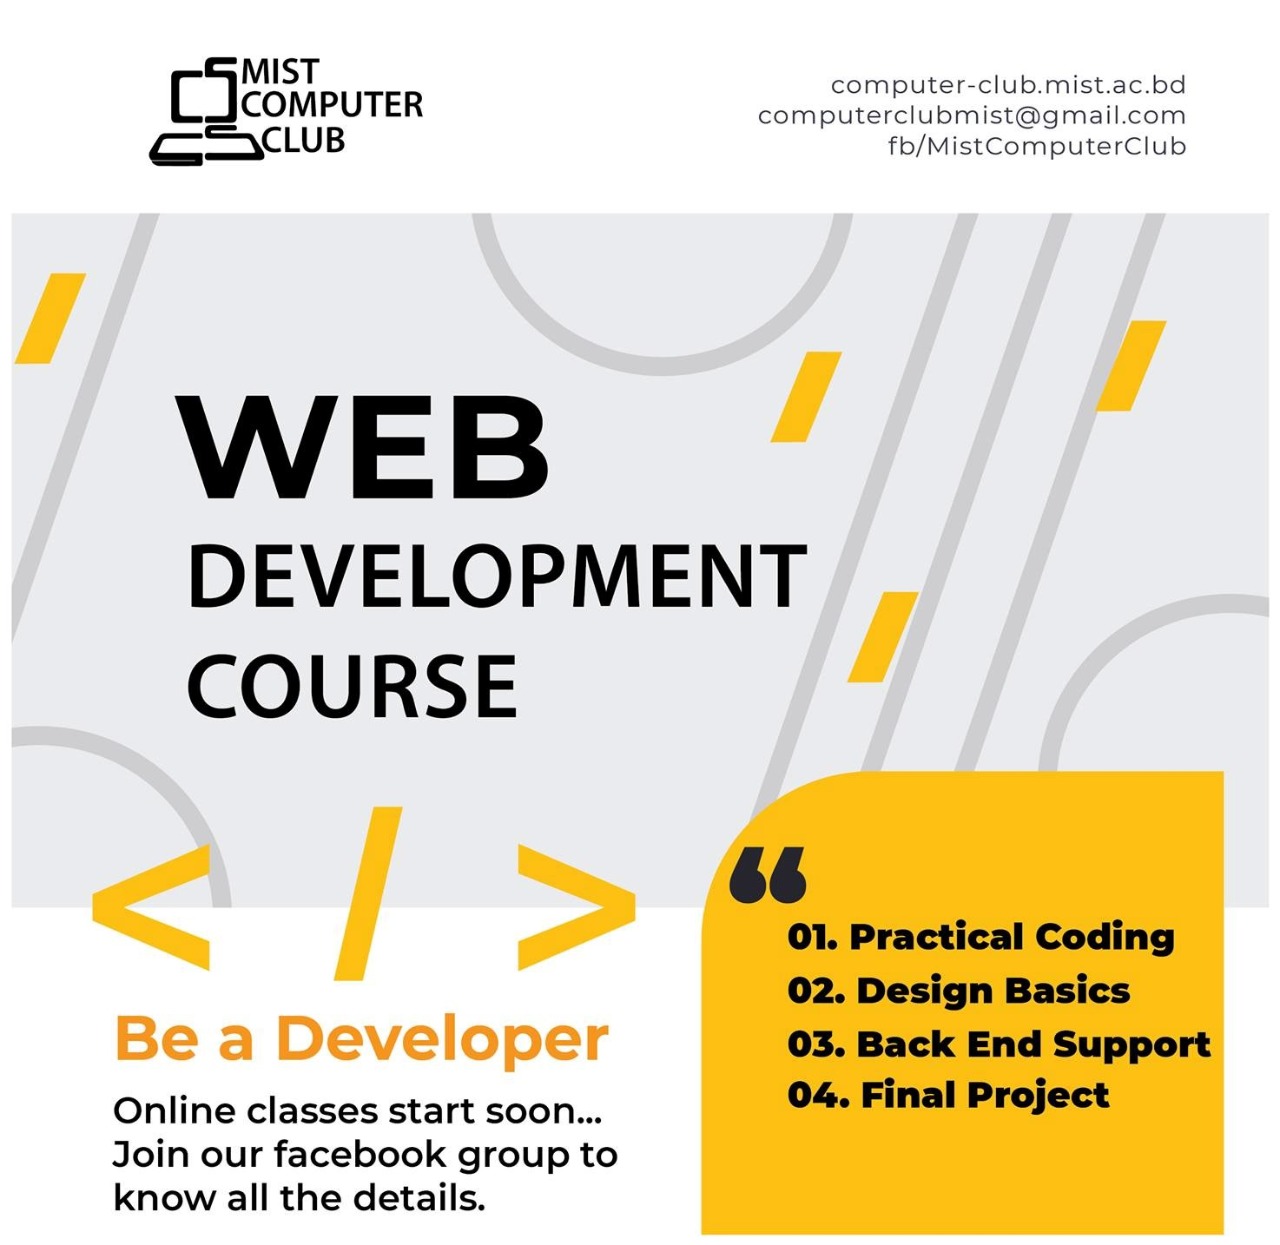 MIST
COMPUTER
CLUB
computer-club.mist.ac.bd
computerclubmist@gmail.com
fb/MistComputerClub
WEB
DEVELOPMENT
COURSE
< / >
Be a Developer
Online classes start soon...
Join our facebook group to
know all the details.
“
01. Practical Coding
02. Design Basics
03. Back End Support
04. Final Project